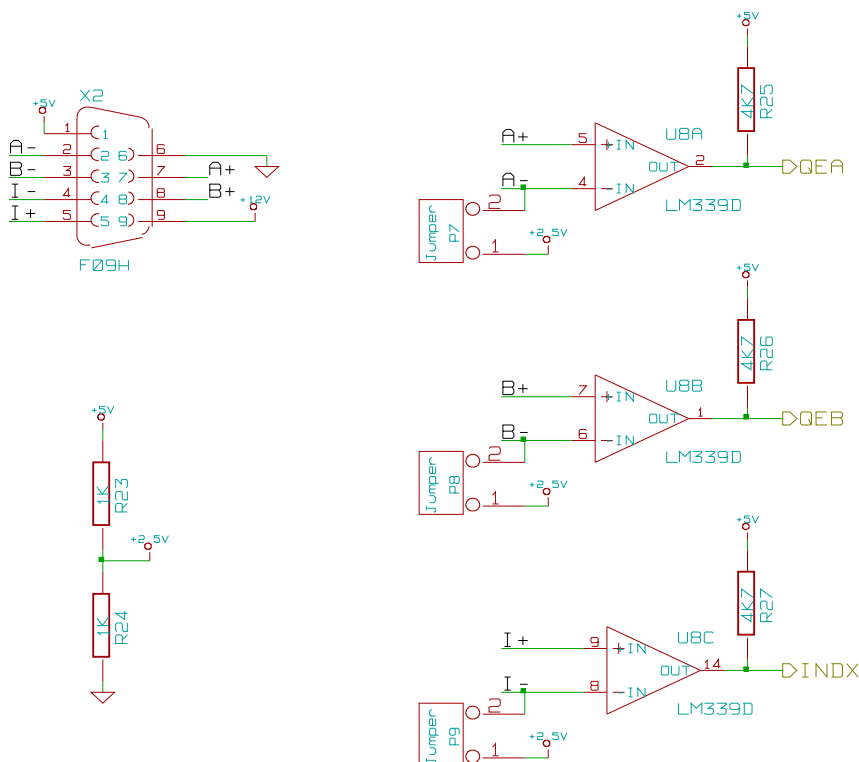 X2
+5V
1 1
A- 2 2 6 6
B- 3 3 7 7 A+
I- 4 4 8 8 B+
I+ 5 5 9 9 +12V
F09H
+5V
1K R23
+2.5V
1K R24
+5V
4K7 R25
A+ 5 +IN U8A
OUT 2 DQEA
A- 4 -IN
LM339D
Jumper P7
2
1 +2.5V
+5V
4K7 R26
B+ 7 +IN U8B
OUT 1 DQEB
B- 6 -IN
LM339D
Jumper P8
2
1 +2.5V
+5V
4K7 R27
I+ 9 +IN U8C
OUT 14 DINDX
I- 8 -IN
LM339D
Jumper P9
2
1 +2.5V